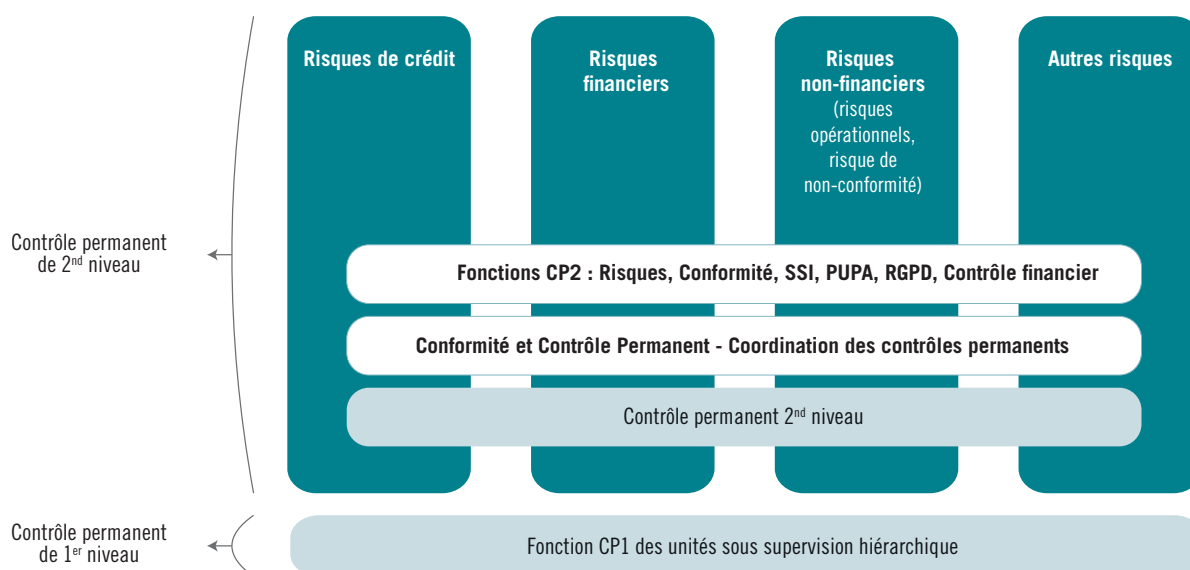 Risques de crédit
Risques
financiers
Risques
non-financiers
(risques
opérationnels,
risque de
non-conformité)
Autres risques
Contrôle permanent
de 2nd niveau
Fonctions CP2 : Risques, Conformité, SSI, PUPA, RGPD, Contrôle financier
Conformité et Contrôle Permanent - Coordination des contrôles permanents
Contrôle permanent 2nd niveau
Contrôle permanent
de 1er niveau
Fonction CP1 des unités sous supervision hiérarchique